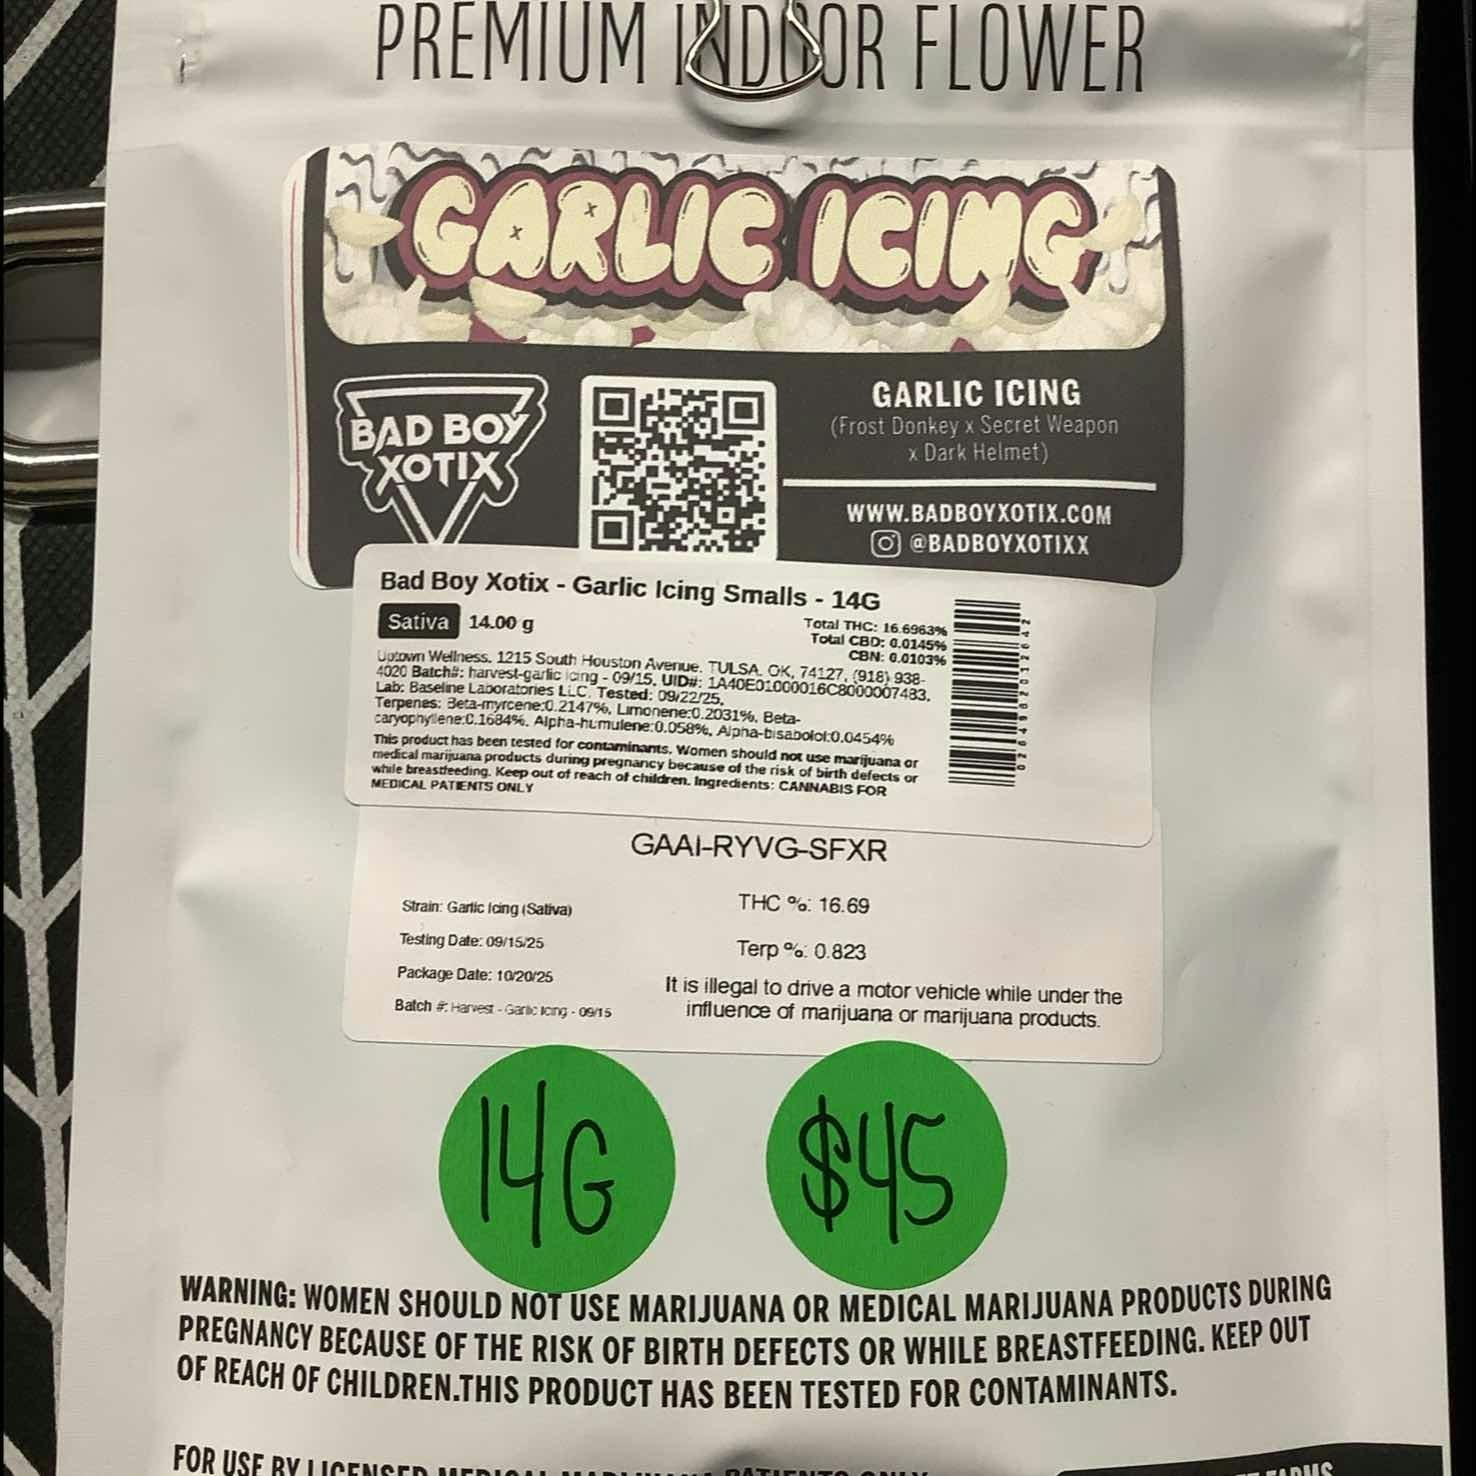 PREMIUM INDOOR FLOWER
GARLIC ICING
BAD BOY
XOTIX
GARLIC ICING
(Frost Donkey x Secret Weapon
x Dark Helmet)
WWW.BADBOYXOTIX.COM
@BADBOYXOTIXX
Bad Boy Xotix - Garlic Icing Smalls - 14G
Sativa 14.00 g
Total THC: 16.6963%
Total CBD: 0.0145%
CBN: 0.0103%
Uptown Wellness. 1215 South Houston Avenue. TULSA. OK, 74127, (918) 938-
4020 Batch#: harvest-garlic icing - 09/15, UID#: 1A40E01000016C8000007483,
Lab: Baseline Laboratories LLC, Tested: 09/22/25,
Terpenes: Beta-myrcene:0.2147%, Limonene:0.2031%, Beta-
caryophyllene:0.1684%, Alpha-humulene:0.058%, Alpha-bisabolol:0.0454%
This product has been tested for contaminants. Women should not use marijuana or
medical marijuana products during pregnancy because of the risk of birth defects or
while breastfeeding. Keep out of reach of children. Ingredients: CANNABIS FOR
MEDICAL PATIENTS ONLY
GAAI-RYVG-SFXR
Strain: Garlic Icing (Sativa)
Testing Date: 09/15/25
Package Date: 10/20/25
Batch #: Harvest - Garlic Icing - 09/15
THC %: 16.69
Terp %: 0.823
It is illegal to drive a motor vehicle while under the
influence of marijuana or marijuana products.
14G
$45
WARNING: WOMEN SHOULD NOT USE MARIJUANA OR MEDICAL MARIJUANA PRODUCTS DURING
PREGNANCY BECAUSE OF THE RISK OF BIRTH DEFECTS OR WHILE BREASTFEEDING. KEEP OUT
OF REACH OF CHILDREN.THIS PRODUCT HAS BEEN TESTED FOR CONTAMINANTS.
FOR USE BY LICENSED MEDICAL MARIJUANA PATIENTS ONLY